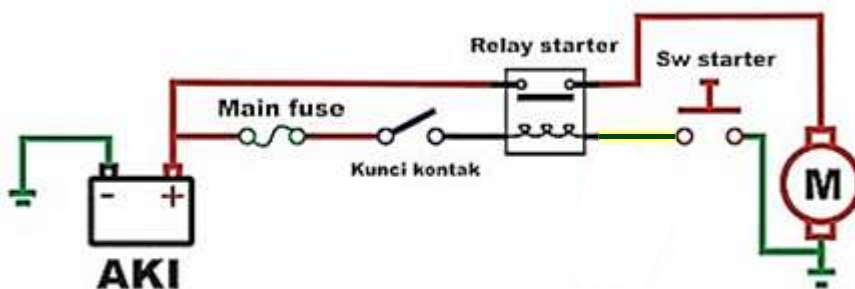 Relay starter
Sw starter
Main fuse
Kunci kontak
- +
M
AKI